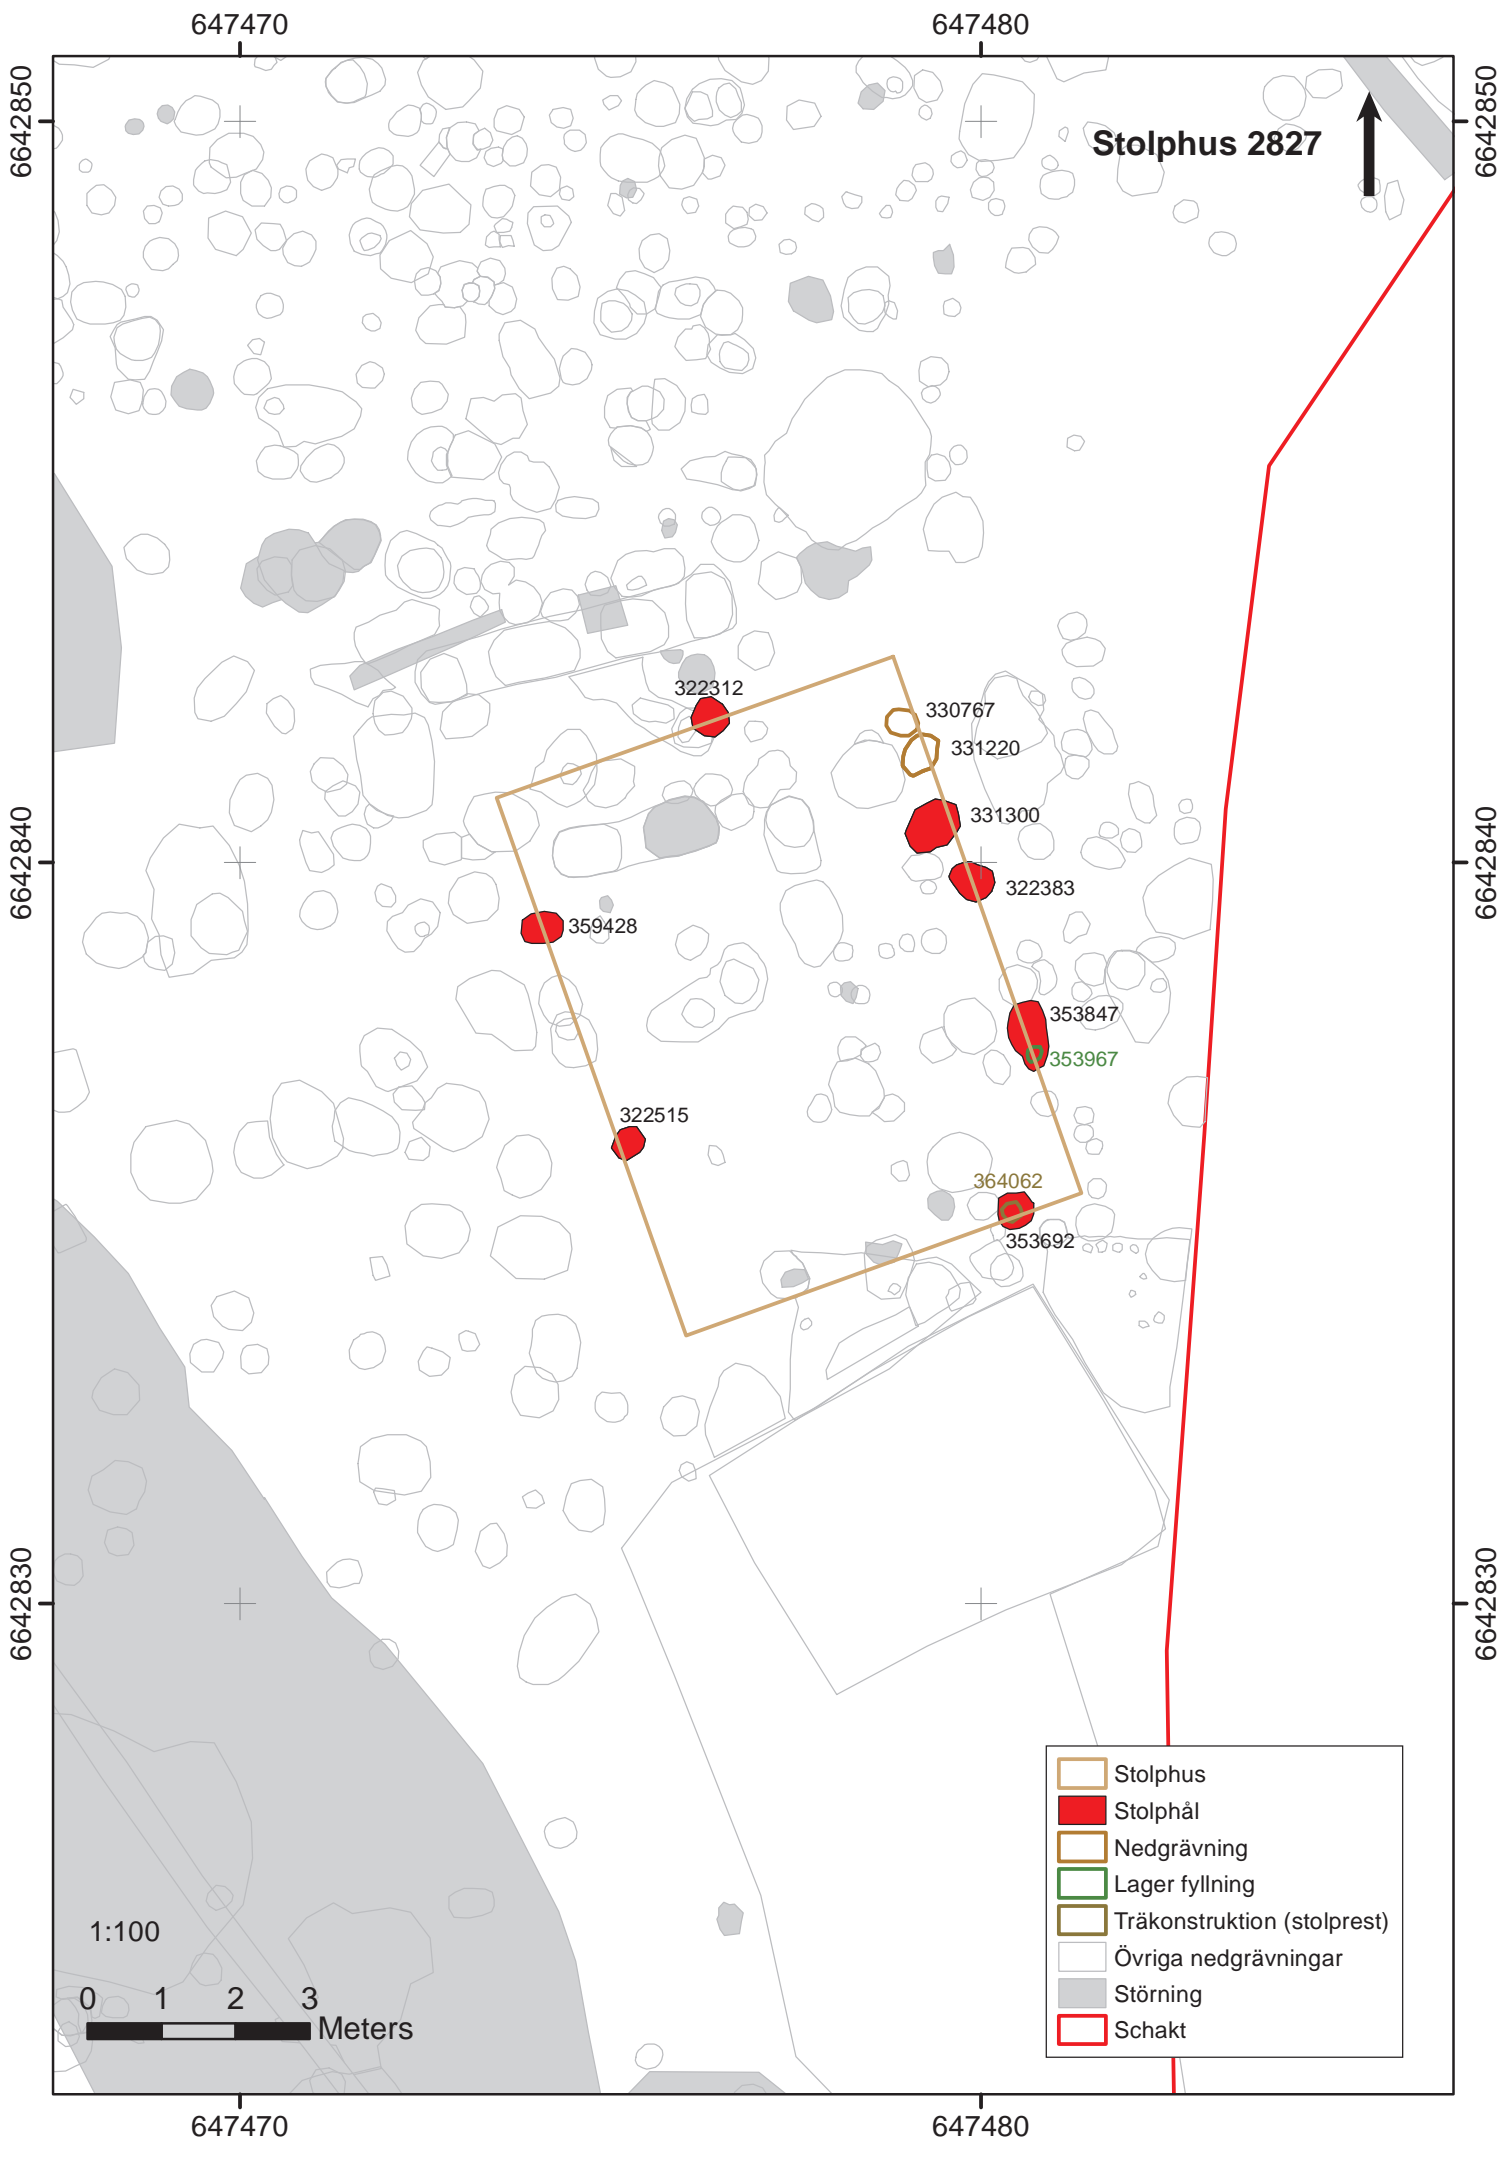 647470
647480
6642850
6642850
Stolphus 2827
322312
330767
331220
331300
6642840
6642840
322383
359428
353847
353967
322515
364062
353692
6642830
6642830
Stolphus
Stolphål
Nedgrävning
Lager fyllning
Träkonstruktion (stolprest)
Övriga nedgrävningar
Störning
Schakt
1:100
0 1 2 3
Meters
647470
647480